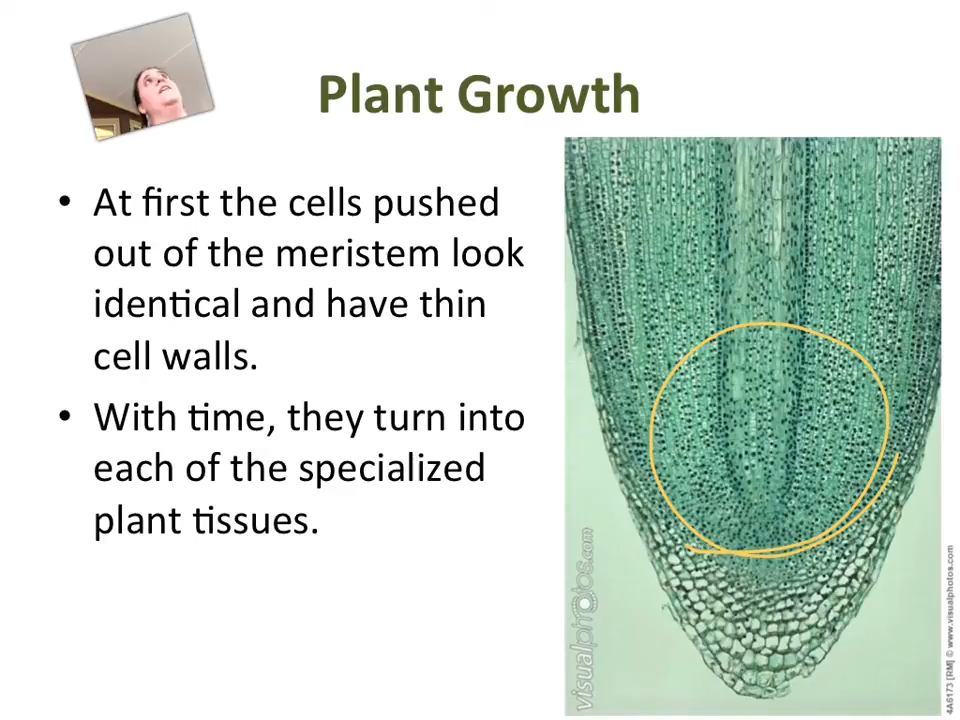 Plant Growth
• At first the cells pushed
out of the meristem look
identical and have thin
cell walls.
• With time, they turn into
each of the specialized
plant tissues.
visualphotos.com
4A6173 [RM] © www.visualphotos.com